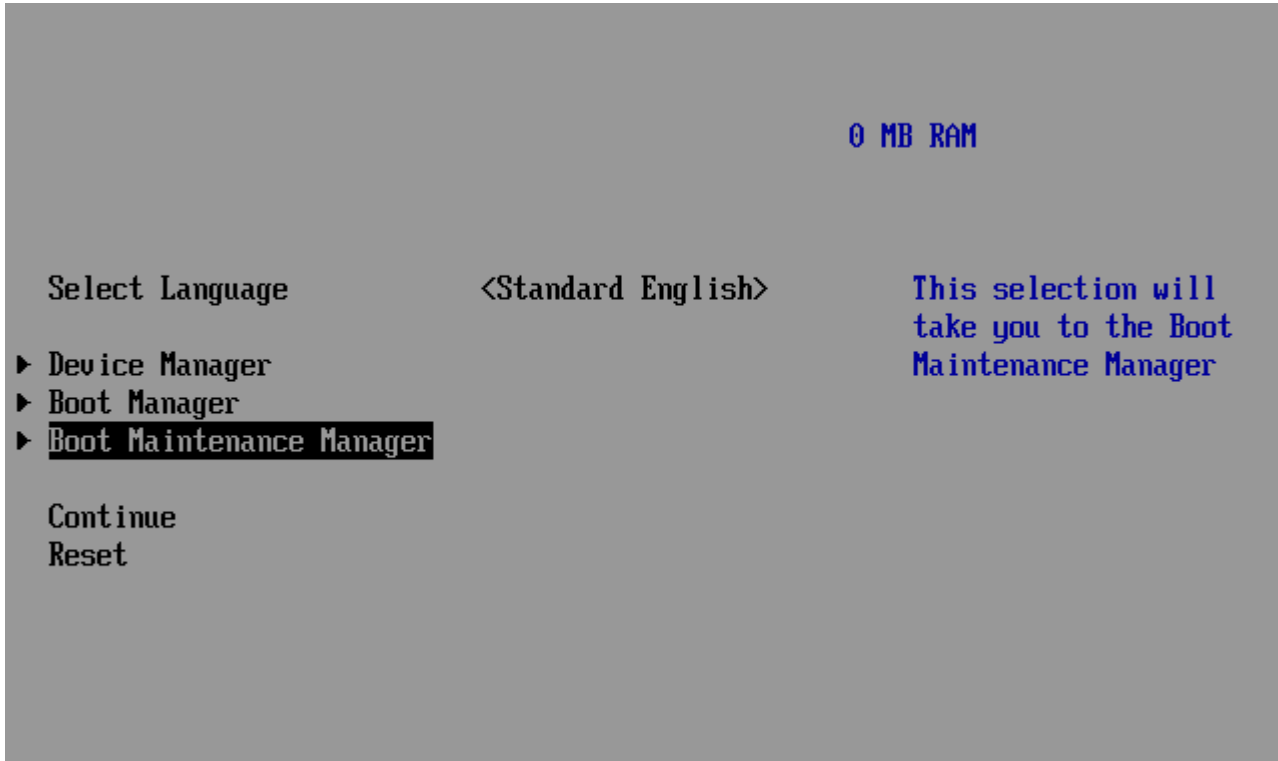 0 MB RAM
Select Language <Standard English> This selection will
take you to the Boot
▶ Device Manager Maintenance Manager
▶ Boot Manager
▶ Boot Maintenance Manager
Continue
Reset